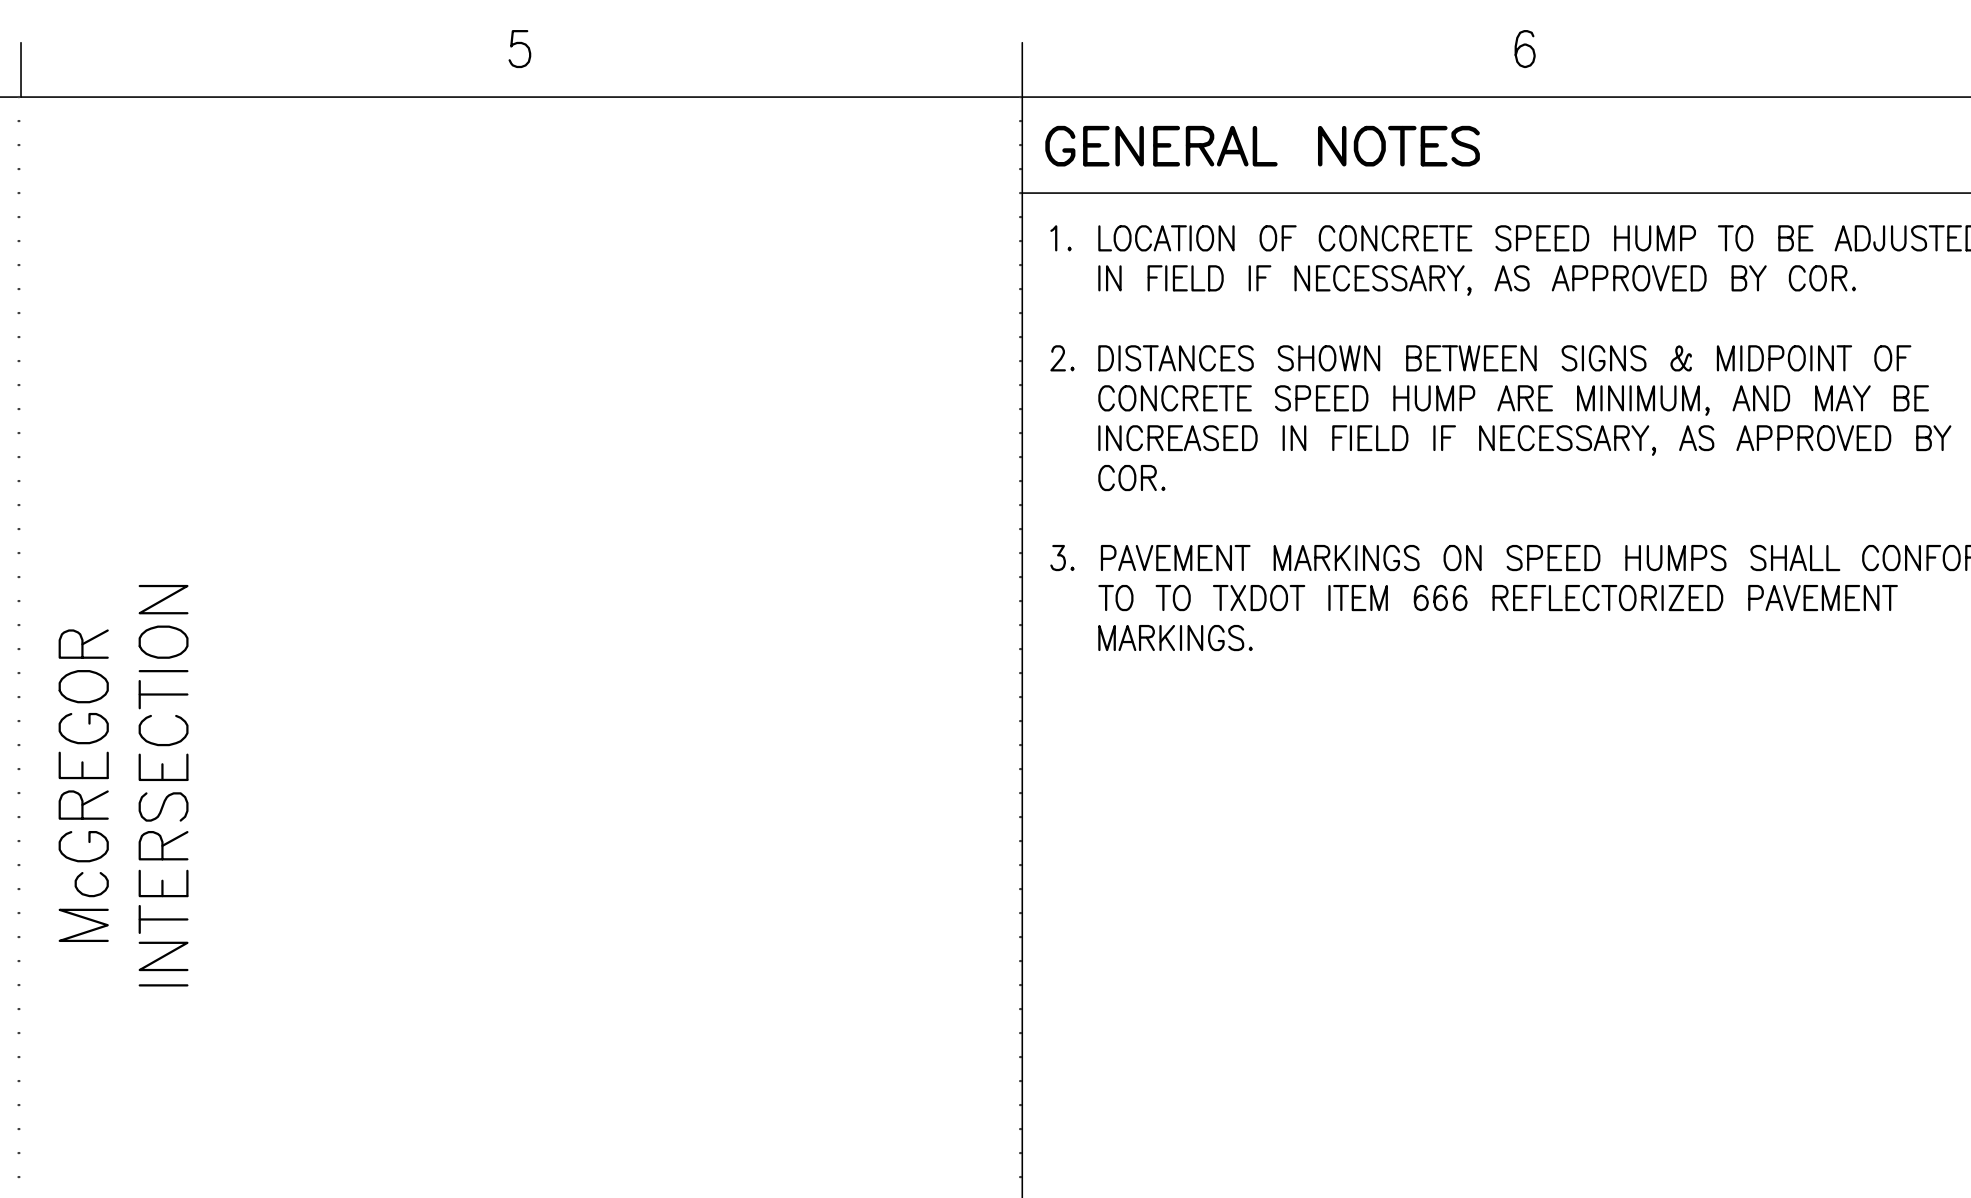 5
6
GENERAL NOTES
1. LOCATION OF CONCRETE SPEED HUMP TO BE ADJUSTED
IN FIELD IF NECESSARY, AS APPROVED BY COR.
2. DISTANCES SHOWN BETWEEN SIGNS & MIDPOINT OF
CONCRETE SPEED HUMP ARE MINIMUM, AND MAY BE
INCREASED IN FIELD IF NECESSARY, AS APPROVED BY
COR.
3. PAVEMENT MARKINGS ON SPEED HUMPS SHALL
TO TO TXDOT ITEM 666 REFLECTORIZED PAVEMENT
MARKINGS.
McGREGOR
INTERSECTION